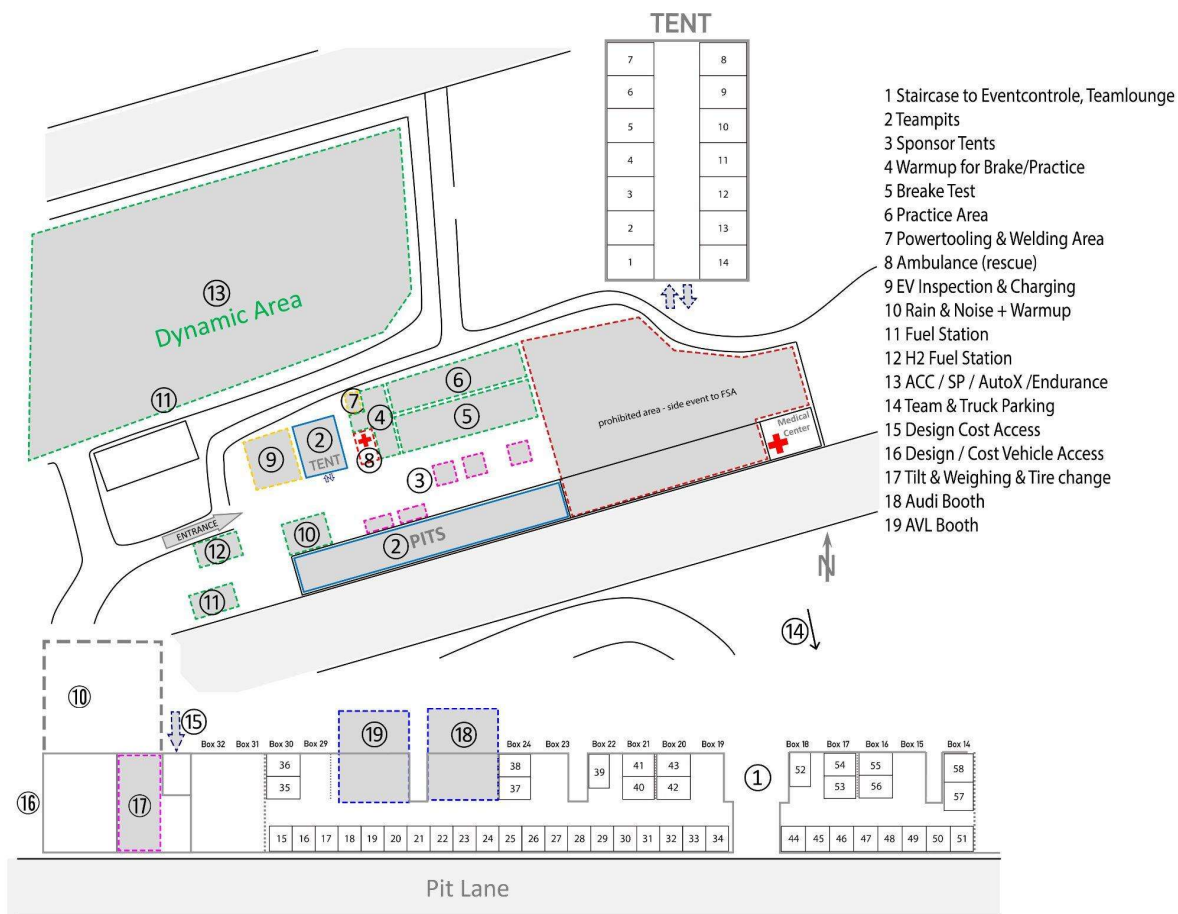 TENT
7 8
6 9
5 10
4 11
3 12
2 13
1 14
1 Staircase to Eventcontrole, Teamlounge
2 Teampits
3 Sponsor Tents
4 Warmup for Brake/Practice
5 Breake Test
6 Practice Area
7 Powertooling & Welding Area
8 Ambulance (rescue)
9 EV Inspection & Charging
10 Rain & Noise + Warmup
11 Fuel Station
12 H2 Fuel Station
13 ACC / SP / AutoX /Endurance
14 Team & Truck Parking
15 Design Cost Access
16 Design / Cost Vehicle Access
17 Tilt & Weighing & Tire change
18 Audi Booth
19 AVL Booth
⑬
Dynamic Area
⑪
⑦
④
⑥
⑤
②
TENT
⑨
⑧
③
prohibited area - side event to FSA
Medical
Center
ENTRANCE
⑫
⑩
② PITS
⑪
N
⑭
⑩
⑮
⑲
⑱
Box 32 Box 31 Box 30 Box 29 Box 24 Box 23 Box 22 Box 21 Box 20 Box 19 Box 18 Box 17 Box 16 Box 15 Box 14
36 38 39 41 43 52 54 55 58
35 37 40 42 53 56 57
①
⑯
⑰
15 16 17 18 19 20 21 22 23 24 25 26 27 28 29 30 31 32 33 34 44 45 46 47 48 49 50 51
Pit Lane